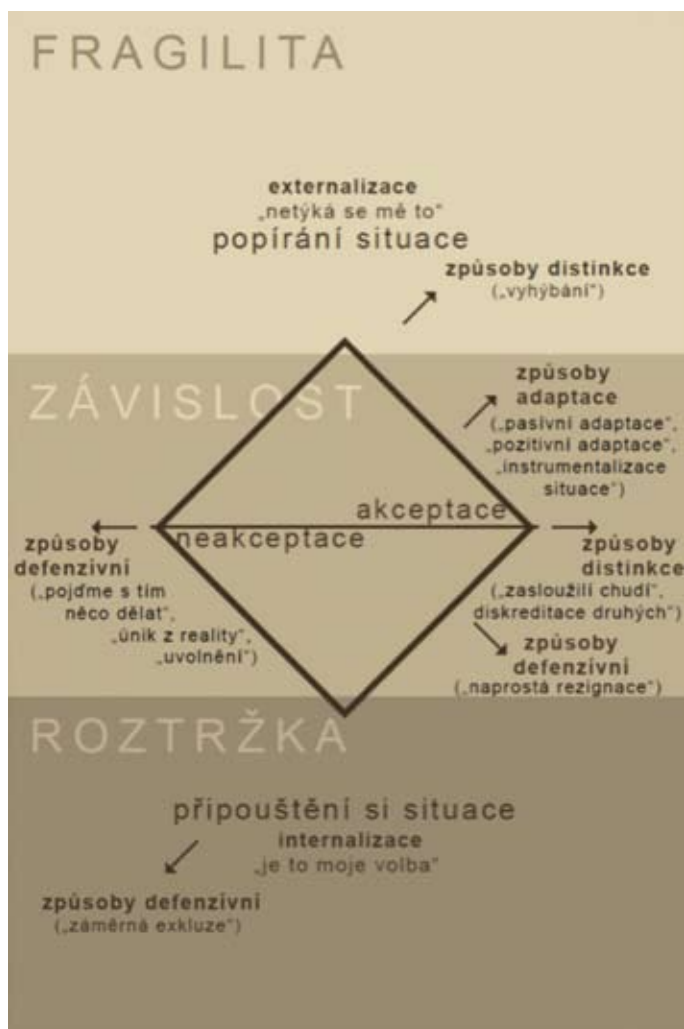 FRAGILITA
externalizace
„netýká se mě to“
popírání situace
způsoby distinkce
(„vyhýbání“)
ZÁVISLOST
způsoby
adaptace
(„pasivní adaptace“,
„pozitivní adaptace“,
„instrumentalizace
situace“)
akceptace
neakceptace
způsoby
defenzivní
(„pojďme s tím
něco dělat“,
„únik z reality“,
„uvolnění“)
způsoby
distinkce
(„zasloužilí chudí“,
diskreditace druhých“)
způsoby
defenzivní
(„naprostá rezignace“)
ROZTRŽKA
připouštění si situace
internalizace
„je to moje volba“
způsoby defenzivní
(„záměrná exkluze“)